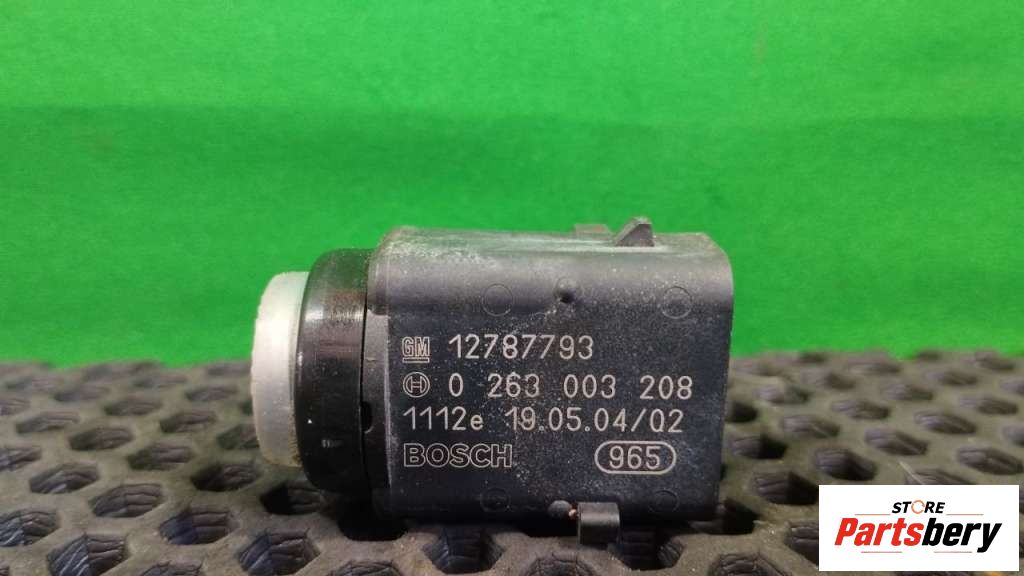 GM 12787793
0 263 003 208
1112e 19.05.04/02
BOSCH 965
STORE
Partsbery